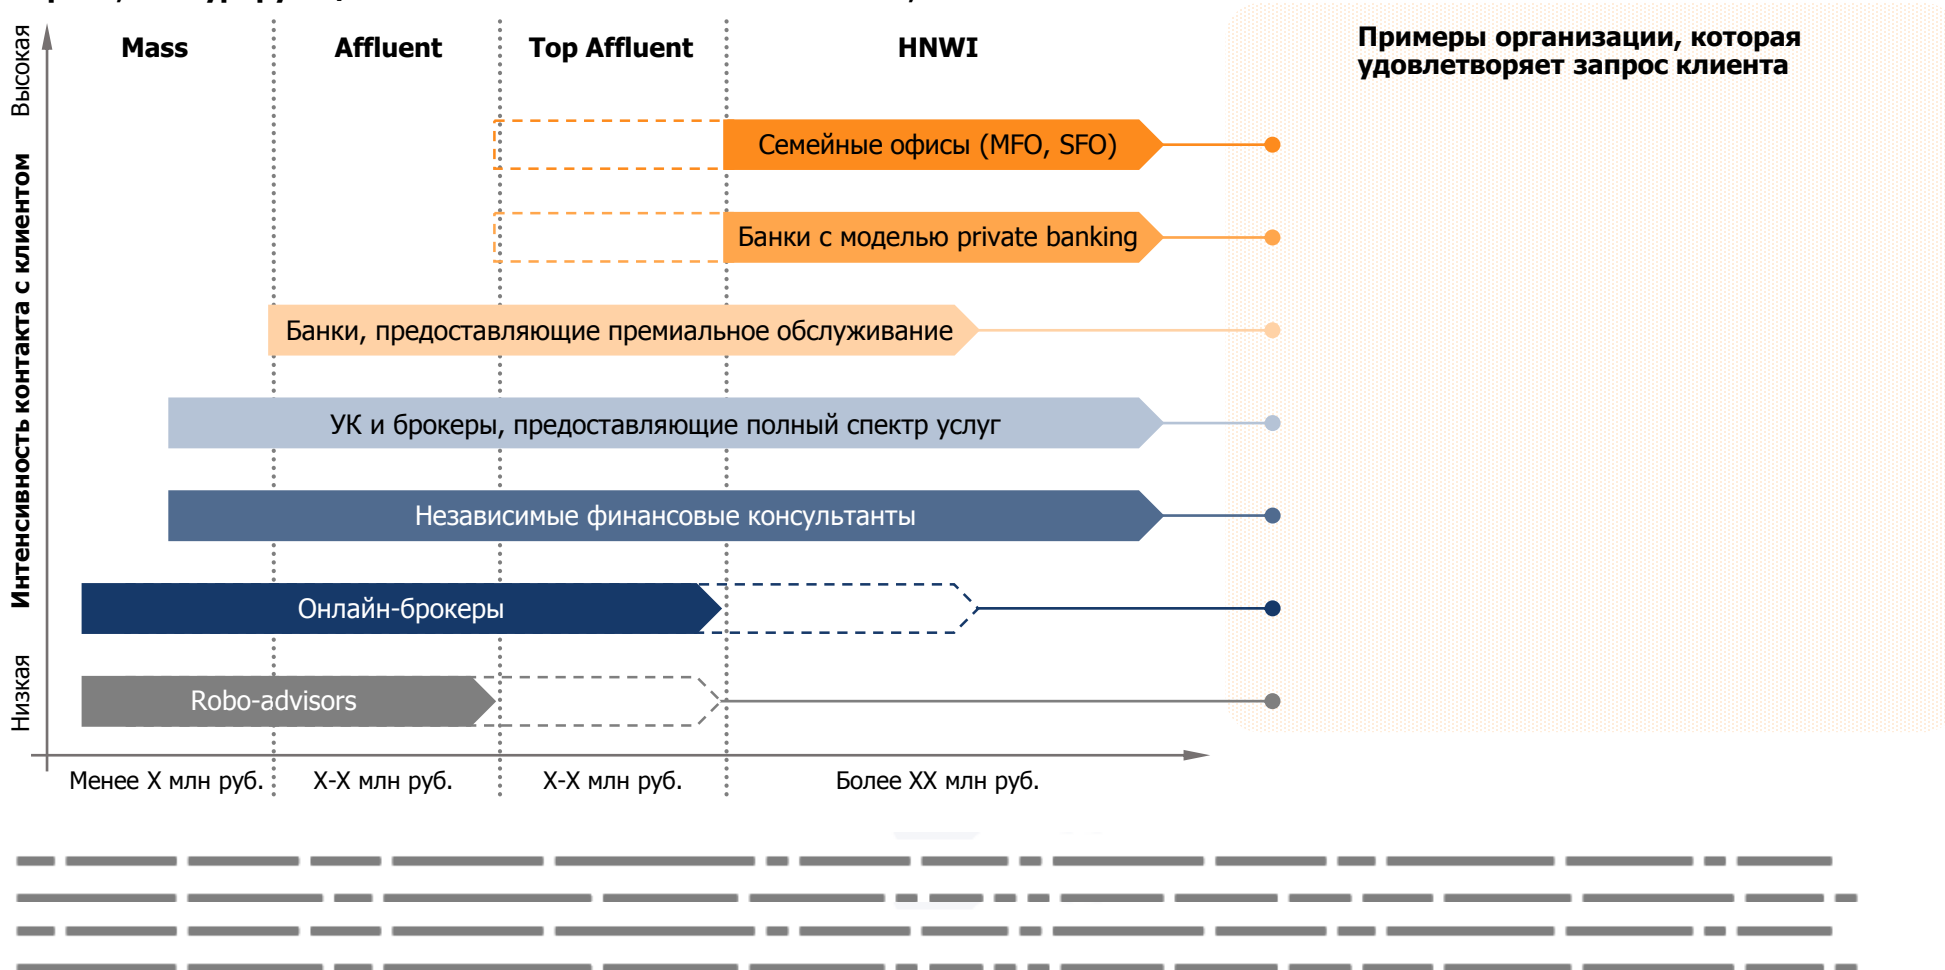 Mass
Affluent
Top Affluent
HNWI
Примеры организации, которая
удовлетворяет запрос клиента
Высокая
Интенсивность контакта с клиентом
Низкая
Семейные офисы (MFO, SFO)
Банки с моделью private banking
Банки, предоставляющие премиальное обслуживание
УК и брокеры, предоставляющие полный спектр услуг
Независимые финансовые консультанты
Онлайн-брокеры
Robo-advisors
Менее X млн руб.
X-X млн руб.
X-X млн руб.
Более XX млн руб.